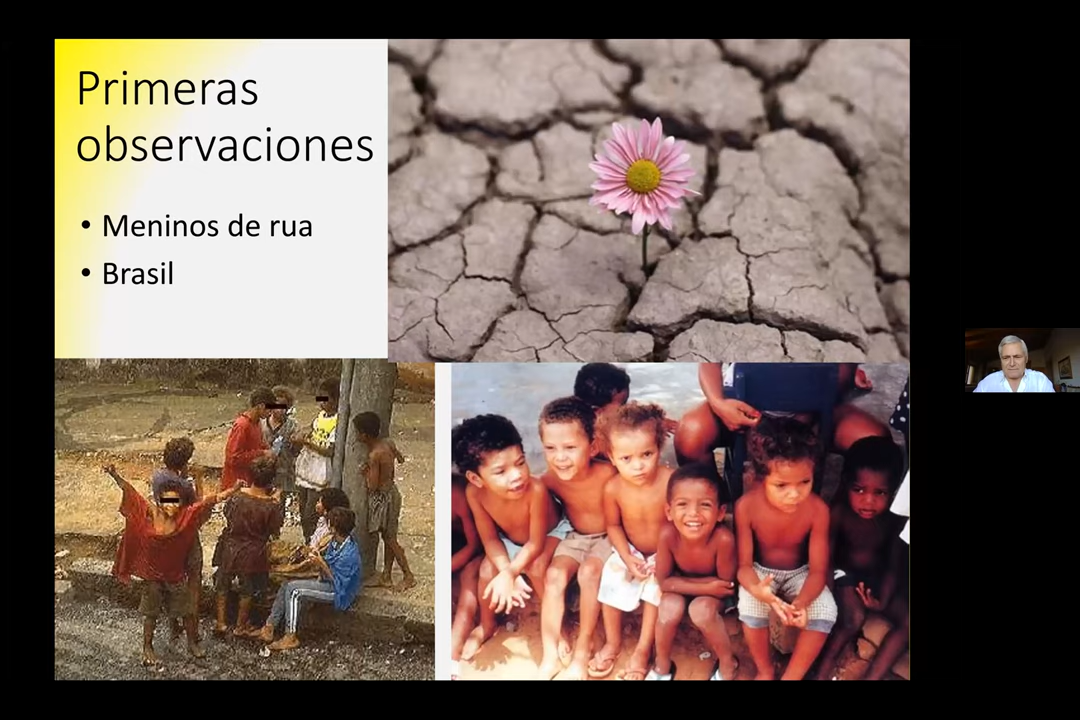 Primeras
observaciones
• Meninos de rua
• Brasil